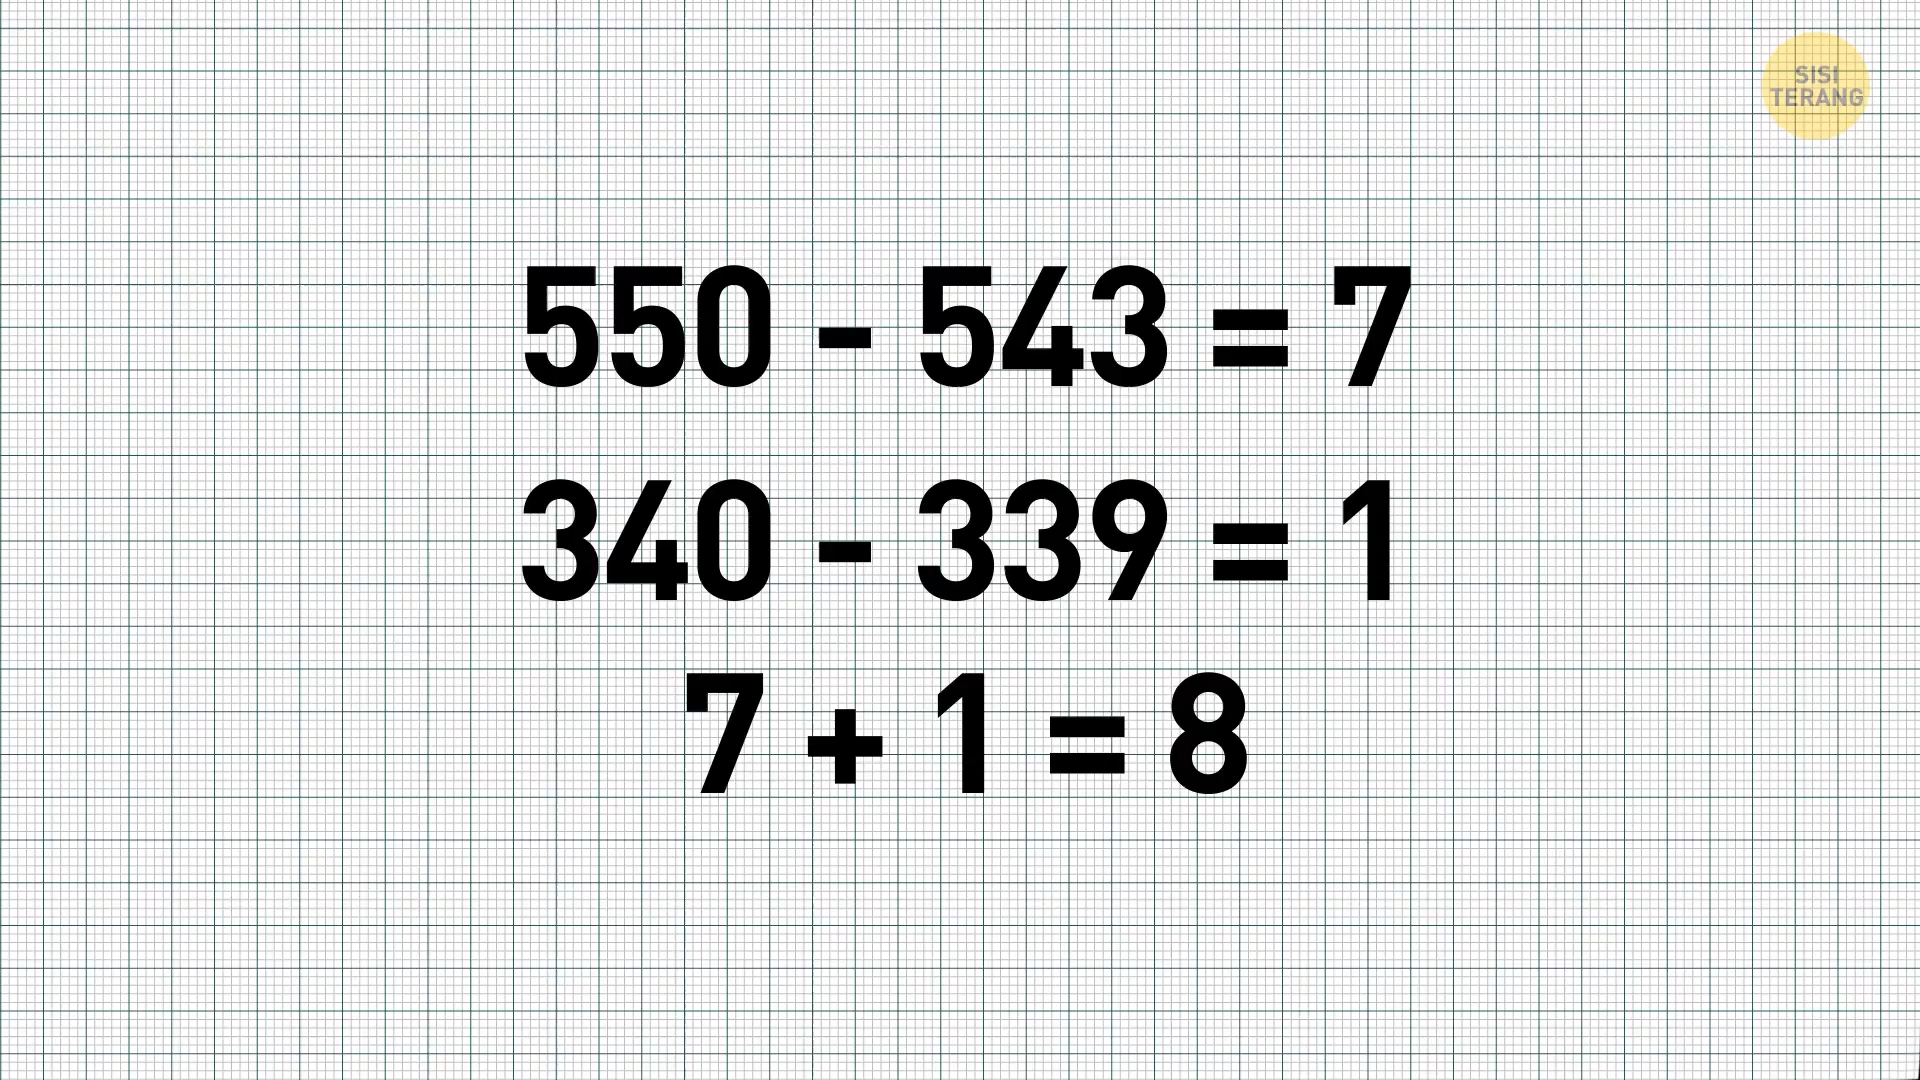 SISI
TERANG
550 - 543 = 7
340 - 339 = 1
7 + 1 = 8